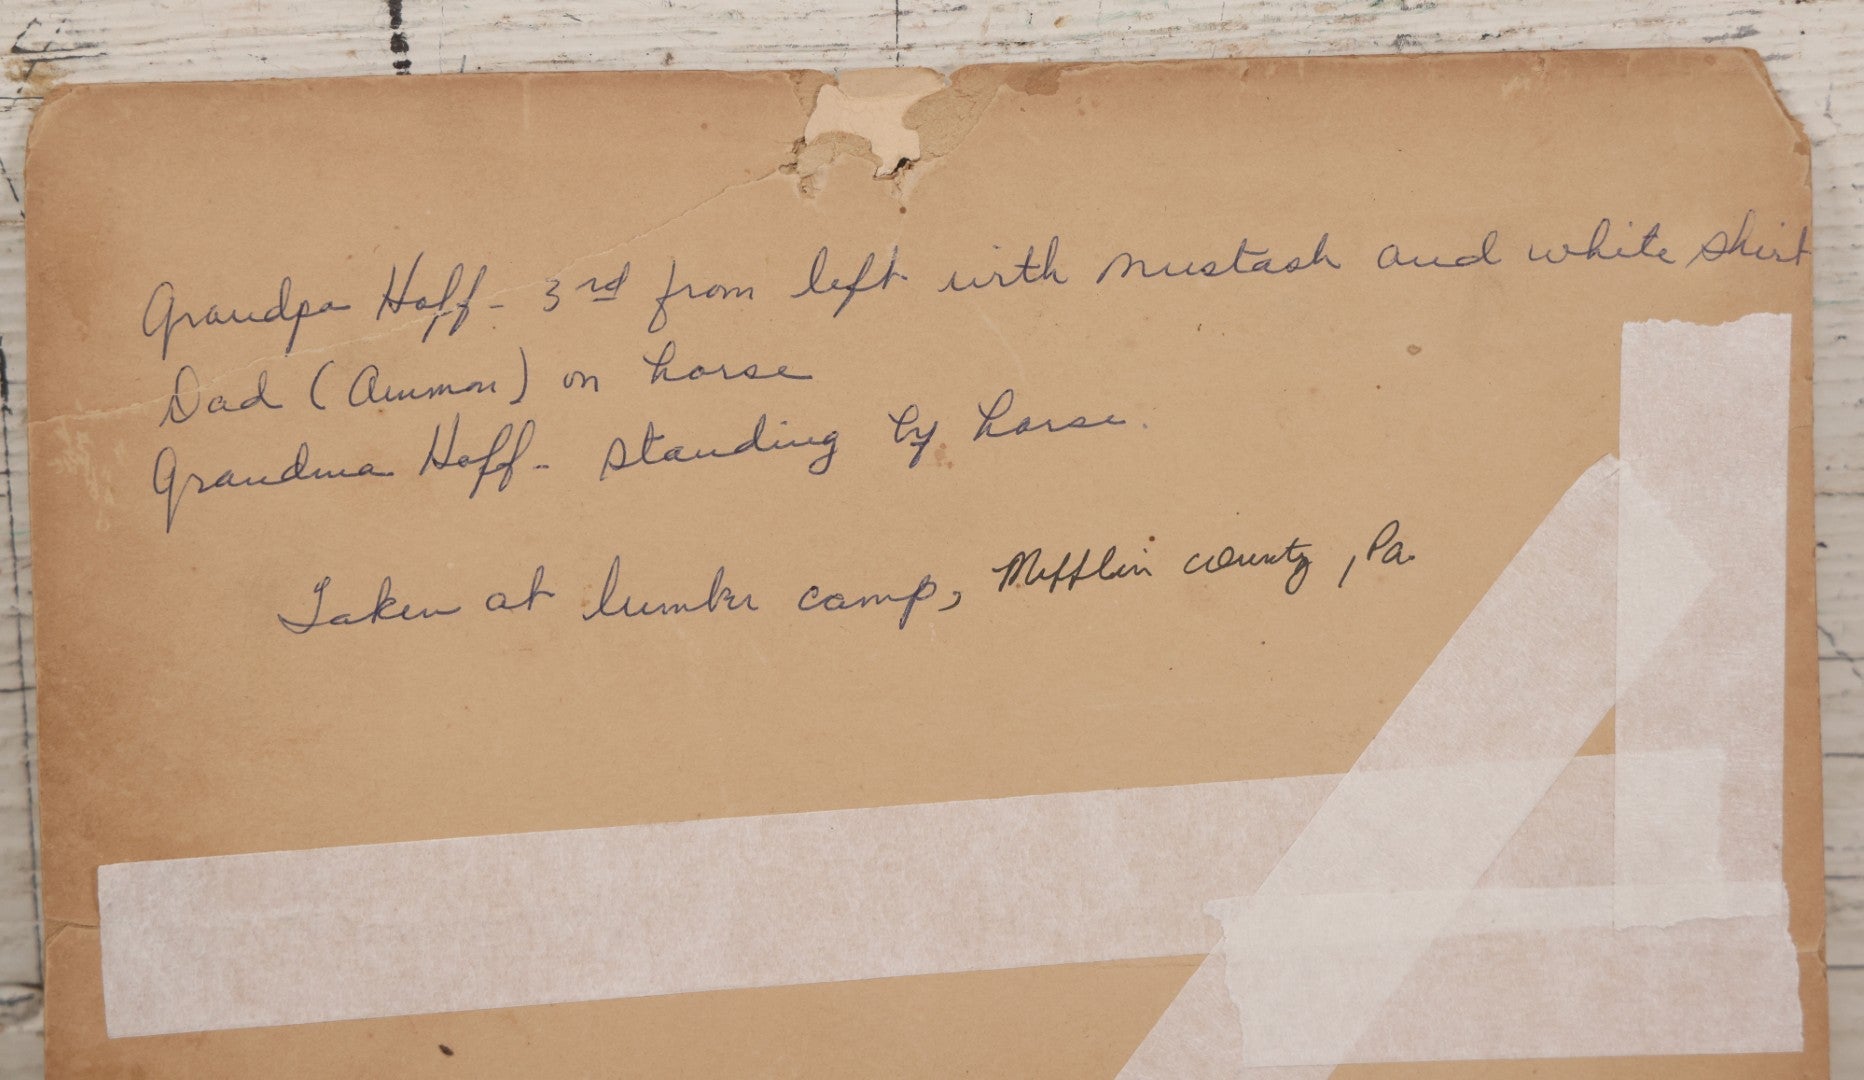 Grandpa Hoff - 3rd from left with mustash and white shirt
Dad (Ammon) on horse
Grandma Hoff - standing by horse.
Taken at lumber camp, Mifflin county, Pa.